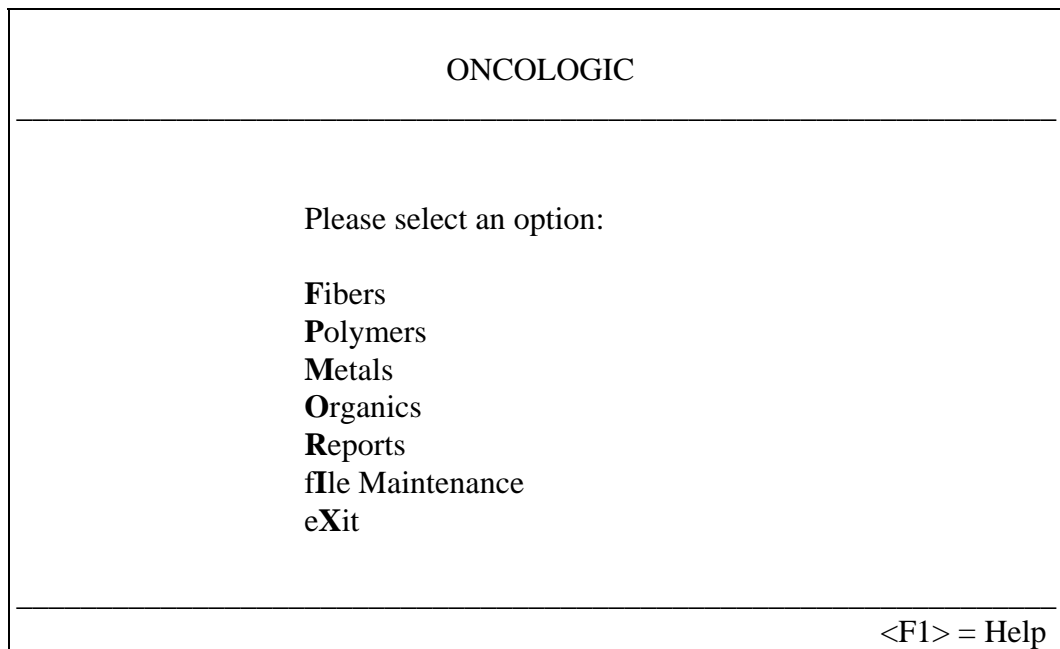 ONCOLOGIC
Please select an option:
Fibers
Polymers
Metals
Organics
Reports
fIle Maintenance
eXit
<F1> = Help